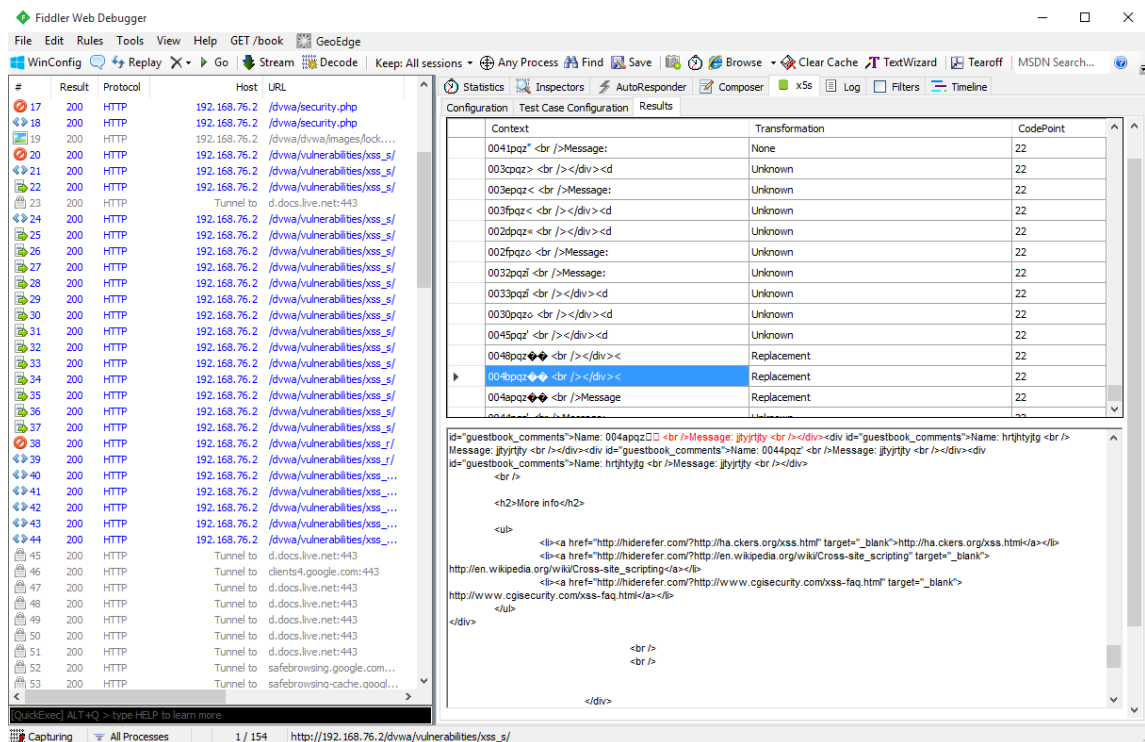 Fiddler Web Debugger
File Edit Rules Tools View Help GET /book GeoEdge
WinConfig Replay X Go Stream Decode Keep: All sessions Any Process Find Save Browse Clear Cache TextWizard Tearoff MSDN Search...
# Result Protocol Host URL
17 200 HTTP 192.168.76.2 /dvwa/security.php
18 200 HTTP 192.168.76.2 /dvwa/security.php
19 200 HTTP 192.168.76.2 /dvwa/dvwa/images/lock....
20 200 HTTP 192.168.76.2 /dvwa/vulnerabilities/xss_s/
21 200 HTTP 192.168.76.2 /dvwa/vulnerabilities/xss_s/
22 200 HTTP 192.168.76.2 /dvwa/vulnerabilities/xss_s/
23 200 HTTP Tunnel to d.docs.live.net:443
24 200 HTTP 192.168.76.2 /dvwa/vulnerabilities/xss_s/
25 200 HTTP 192.168.76.2 /dvwa/vulnerabilities/xss_s/
26 200 HTTP 192.168.76.2 /dvwa/vulnerabilities/xss_s/
27 200 HTTP 192.168.76.2 /dvwa/vulnerabilities/xss_s/
28 200 HTTP 192.168.76.2 /dvwa/vulnerabilities/xss_s/
29 200 HTTP 192.168.76.2 /dvwa/vulnerabilities/xss_s/
30 200 HTTP 192.168.76.2 /dvwa/vulnerabilities/xss_s/
31 200 HTTP 192.168.76.2 /dvwa/vulnerabilities/xss_s/
32 200 HTTP 192.168.76.2 /dvwa/vulnerabilities/xss_s/
33 200 HTTP 192.168.76.2 /dvwa/vulnerabilities/xss_s/
34 200 HTTP 192.168.76.2 /dvwa/vulnerabilities/xss_s/
35 200 HTTP 192.168.76.2 /dvwa/vulnerabilities/xss_s/
36 200 HTTP 192.168.76.2 /dvwa/vulnerabilities/xss_s/
37 200 HTTP 192.168.76.2 /dvwa/vulnerabilities/xss_s/
38 200 HTTP 192.168.76.2 /dvwa/vulnerabilities/xss_r/
39 200 HTTP 192.168.76.2 /dvwa/vulnerabilities/xss_r/
40 200 HTTP 192.168.76.2 /dvwa/vulnerabilities/xss_...
41 200 HTTP 192.168.76.2 /dvwa/vulnerabilities/xss_...
42 200 HTTP 192.168.76.2 /dvwa/vulnerabilities/xss_...
43 200 HTTP 192.168.76.2 /dvwa/vulnerabilities/xss_...
44 200 HTTP 192.168.76.2 /dvwa/vulnerabilities/xss_...
45 200 HTTP Tunnel to d.docs.live.net:443
46 200 HTTP Tunnel to clients4.google.com:443
47 200 HTTP Tunnel to d.docs.live.net:443
48 200 HTTP Tunnel to d.docs.live.net:443
49 200 HTTP Tunnel to d.docs.live.net:443
50 200 HTTP Tunnel to d.docs.live.net:443
51 200 HTTP Tunnel to d.docs.live.net:443
52 200 HTTP Tunnel to safebrowsing.google.com...
53 200 HTTP Tunnel to safebrowsing-cache.googl...
[QuickExec] ALT+Q > type HELP to learn more
Statistics Inspectors AutoResponder Composer x5s Log Filters Timeline
Configuration Test Case Configuration Results
Context Transformation CodePoint
0041pqz" <br />Message: None 22
003cpqz> <br /></div><d Unknown 22
003epqz< <br />Message: Unknown 22
003fpqz< <br /></div><d Unknown 22
002dpqz« <br /></div><d Unknown 22
002fpqz <br />Message: Unknown 22
0032pqzï <br />Message: Unknown 22
0033pqzï <br /></div><d Unknown 22
0030pqz <br /></div><d Unknown 22
0045pqz' <br /></div><d Unknown 22
0048pqz�� <br /></div>< Replacement 22
004bpqz�� <br /></div>< Replacement 22
004apqz�� <br />Message Replacement 22
id="guestbook_comments">Name: 004apqz□□ <br />Message: jjtyjrtjty <br /></div><div id="guestbook_comments">Name: hrtjhtyjtg <br />
Message: jjtyjrtjty <br /></div><div id="guestbook_comments">Name: 0044pqz' <br />Message: jjtyjrtjty <br /></div><div
id="guestbook_comments">Name: hrtjhtyjtg <br />Message: jjtyjrtjty <br /></div>
<br />
<h2>More info</h2>
<ul>
<li><a href="http://hiderefer.com/?http://ha.ckers.org/xss.html" target="_blank">http://ha.ckers.org/xss.html</a></li>
<li><a href="http://hiderefer.com/?http://en.wikipedia.org/wiki/Cross-site_scripting" target="_blank">
http://en.wikipedia.org/wiki/Cross-site_scripting</a></li>
<li><a href="http://hiderefer.com/?http://www.cgisecurity.com/xss-faq.html" target="_blank">
http://www.cgisecurity.com/xss-faq.html</a></li>
</ul>
</div>
<br />
<br />
</div>
Capturing All Processes 1 / 154 http://192.168.76.2/dvwa/vulnerabilities/xss_s/